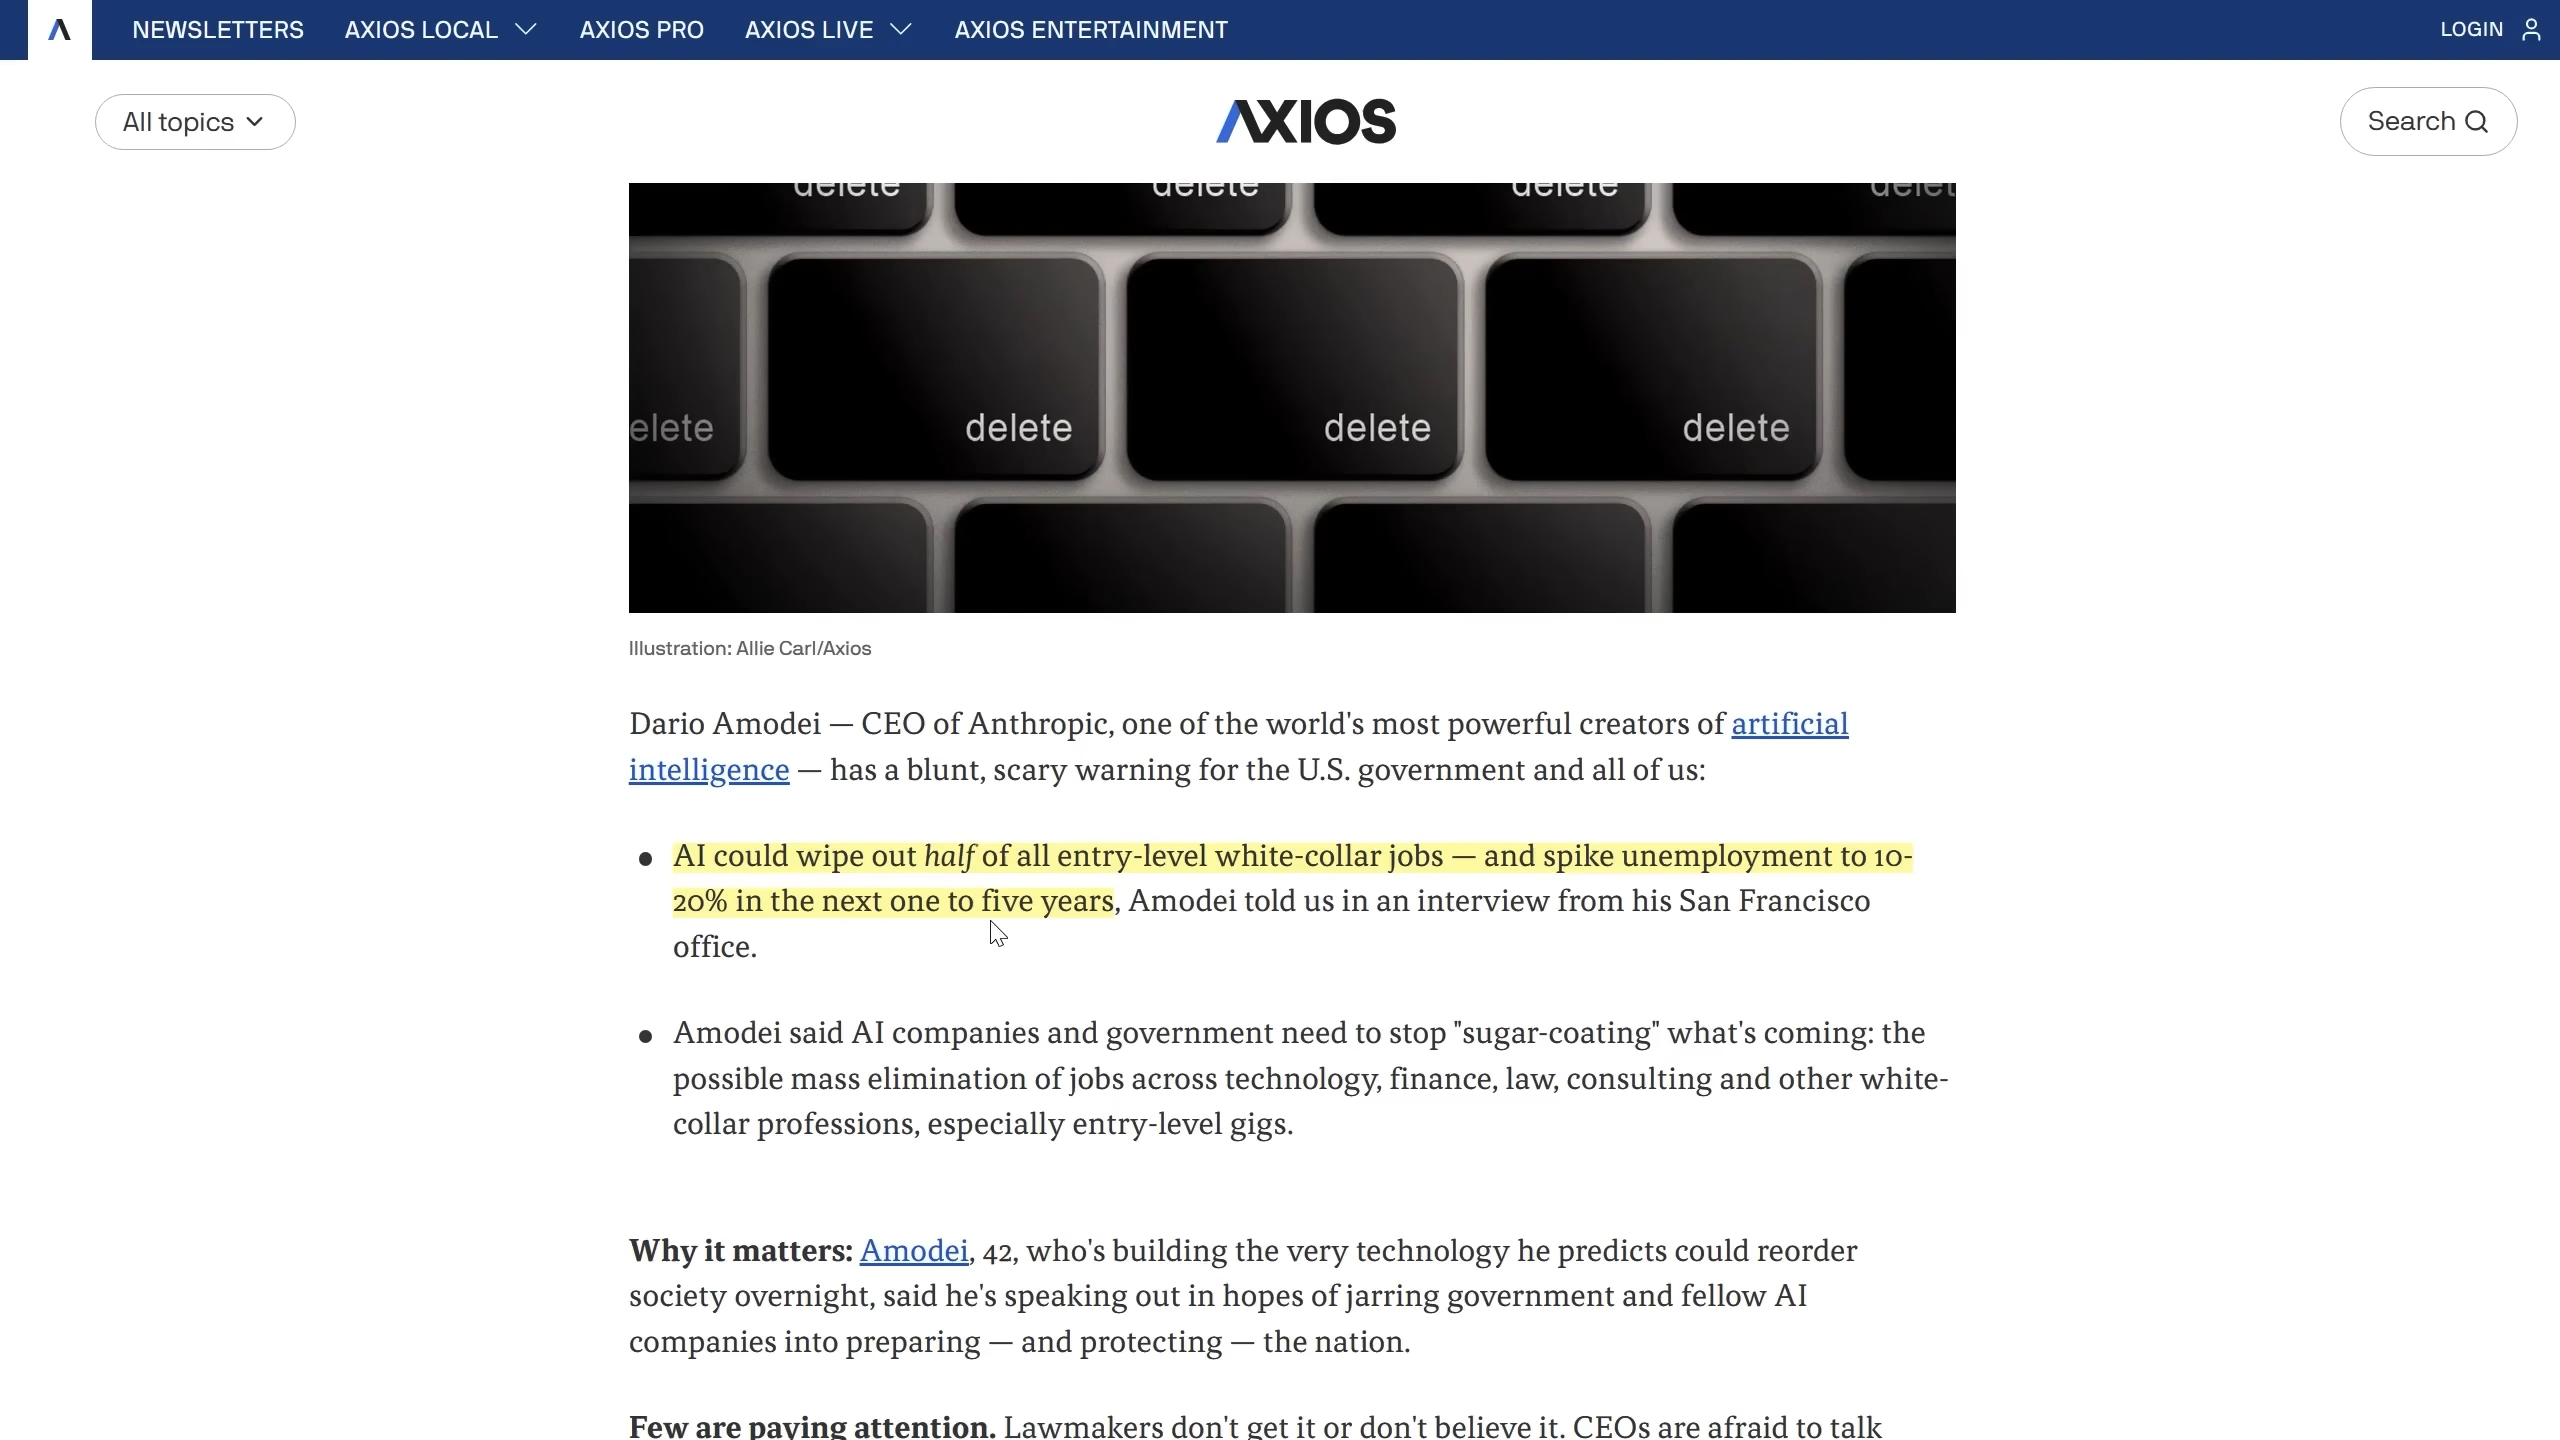 NEWSLETTERS AXIOS LOCAL AXIOS PRO AXIOS LIVE AXIOS ENTERTAINMENT LOGIN
All topics AXIOS Search
delete delete delete delet
elete delete delete delete
Illustration: Allie Carl/Axios
Dario Amodei — CEO of Anthropic, one of the world's most powerful creators of artificial
intelligence — has a blunt, scary warning for the U.S. government and all of us:
AI could wipe out half of all entry-level white-collar jobs — and spike unemployment to 10-
20% in the next one to five years, Amodei told us in an interview from his San Francisco
office.
Amodei said AI companies and government need to stop "sugar-coating" what's coming: the
possible mass elimination of jobs across technology, finance, law, consulting and other white-
collar professions, especially entry-level gigs.
Why it matters: Amodei, 42, who's building the very technology he predicts could reorder
society overnight, said he's speaking out in hopes of jarring government and fellow AI
companies into preparing — and protecting — the nation.
Few are paying attention. Lawmakers don't get it or don't believe it. CEOs are afraid to talk